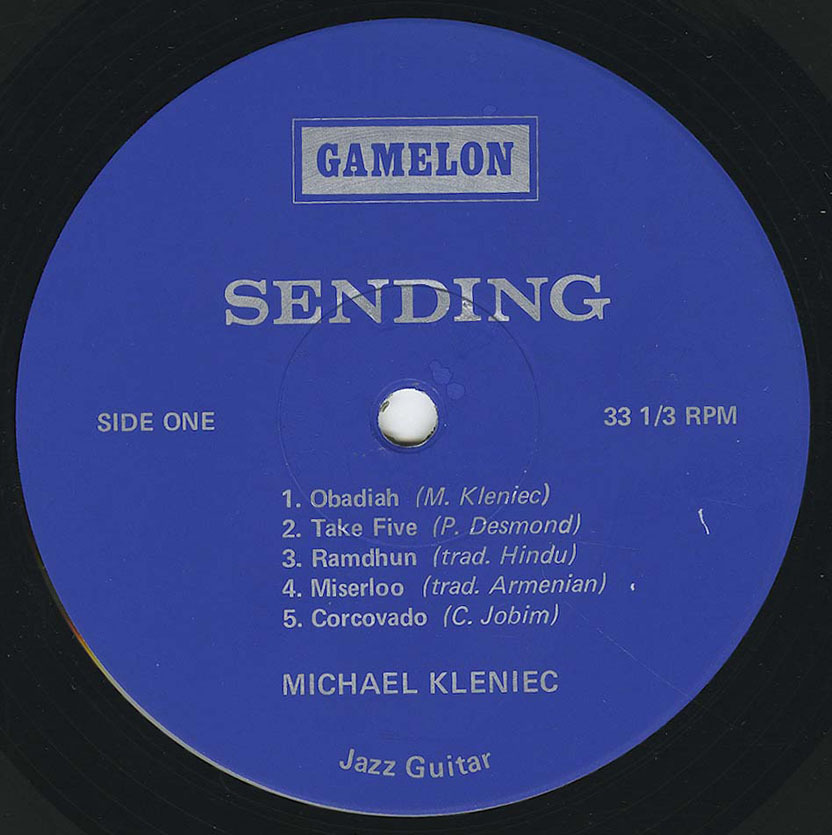 GAMELON
SENDING
SIDE ONE
33 1/3 RPM
1. Obadiah (M. Kleniec)
2. Take Five (P. Desmond)
3. Ramdhun (trad. Hindu)
4. Miserloo (trad. Armenian)
5. Corcovado (C. Jobim)
MICHAEL KLENIEC
Jazz Guitar